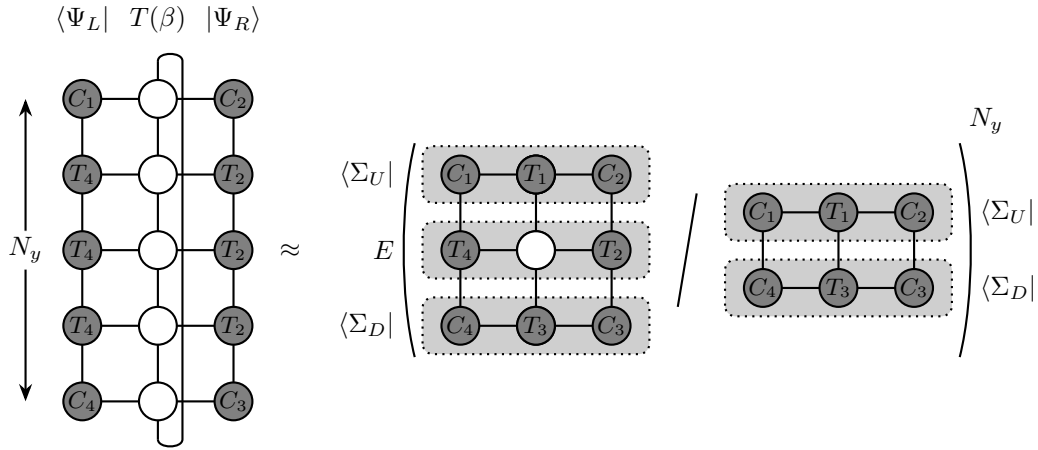 ⟨Ψ_L| T(β) |Ψ_R⟩
N_y
C_1 C_2
C_1 T_1 C_2
⟨Σ_U|
T_4 T_2
C_1 T_1 C_2
⟨Σ_U|
N_y T_4 T_2
≈
E
T_4 T_2
/
C_4 T_3 C_3
⟨Σ_D|
T_4 T_2
⟨Σ_D|
C_4 T_3 C_3
C_4 C_3